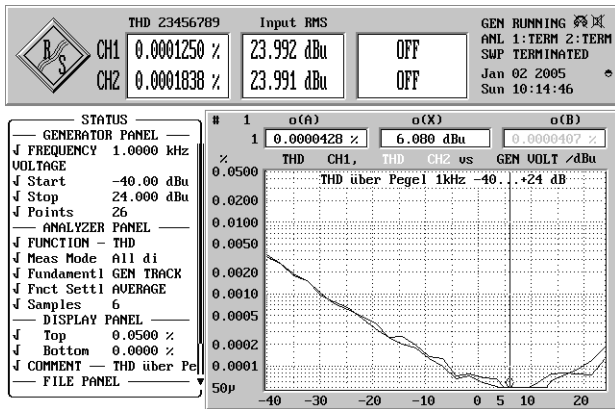 THD 23456789 Input RMS
CH1 0.0001250 % 23.992 dBu OFF
CH2 0.0001838 % 23.991 dBu OFF
R S
GEN RUNNING
ANL 1:TERM 2:TERM
SWP TERMINATED
Jan 02 2005
Sun 10:14:46
STATUS
GENERATOR PANEL
FREQUENCY 1.0000 kHz
VOLTAGE
Start -40.00 dBu
Stop 24.000 dBu
Points 26
ANALYZER PANEL
FUNCTION - THD
Meas Mode All di
Fundamentl GEN TRACK
Fnct Settl AVERAGE
Samples 6
DISPLAY PANEL
Top 0.0500 %
Bottom 0.0000 %
COMMENT - THD über Pe
FILE PANEL
# 1 o(A) o(X) o(B)
1 0.0000428 % 6.080 dBu 0.0000407 %
% THD CH1, THD CH2 vs GEN VOLT /dBu
THD über Pegel 1kHz -40...+24 dB
0.0500
0.0200
0.0100
0.0050
0.0020
0.0010
0.0005
0.0002
0.0001
50µ
-40 -30 -20 -10 0 5 10 20